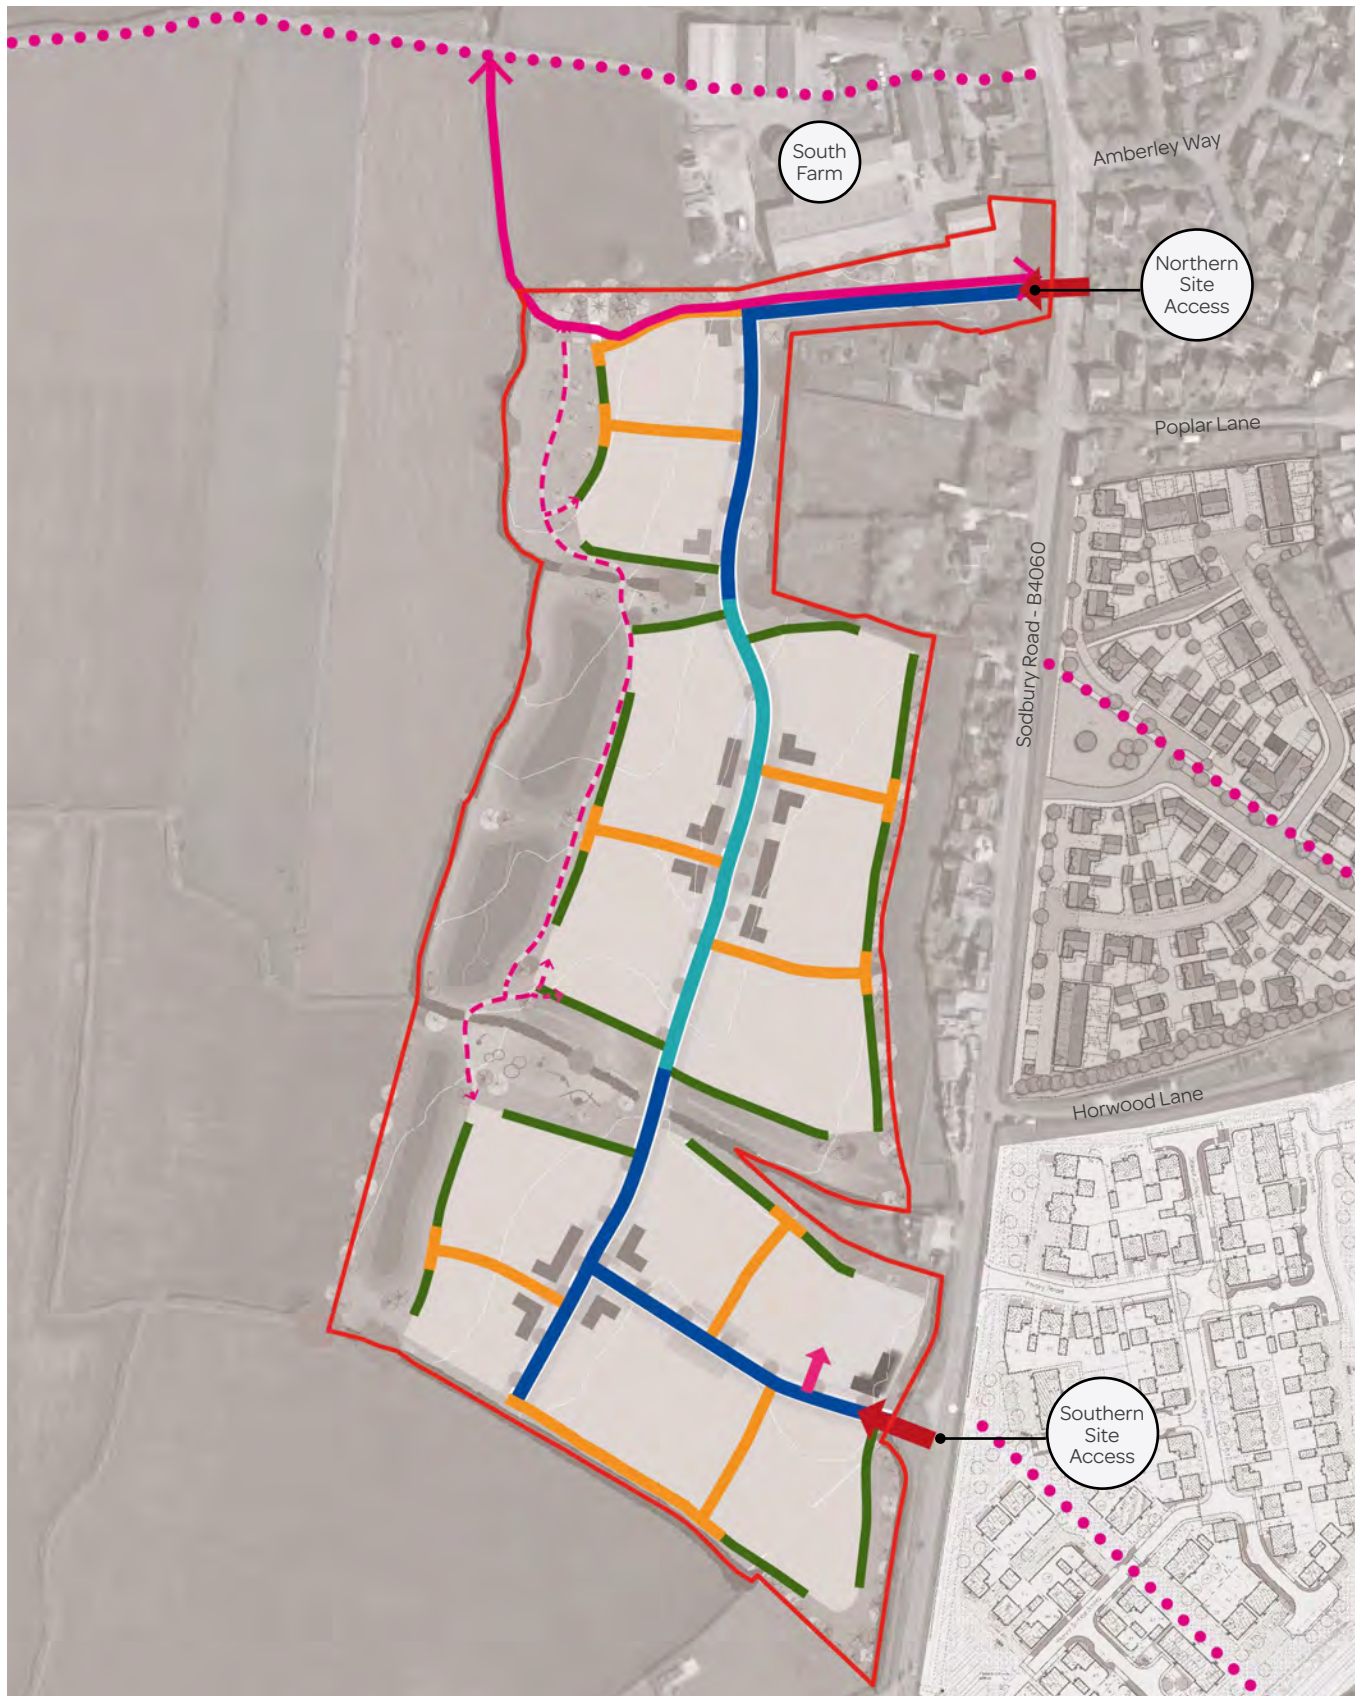 South
Farm
Amberley Way
Northern
Site
Access
Poplar Lane
Sodbury Road - B4060
Horwood Lane
Southern
Site
Access